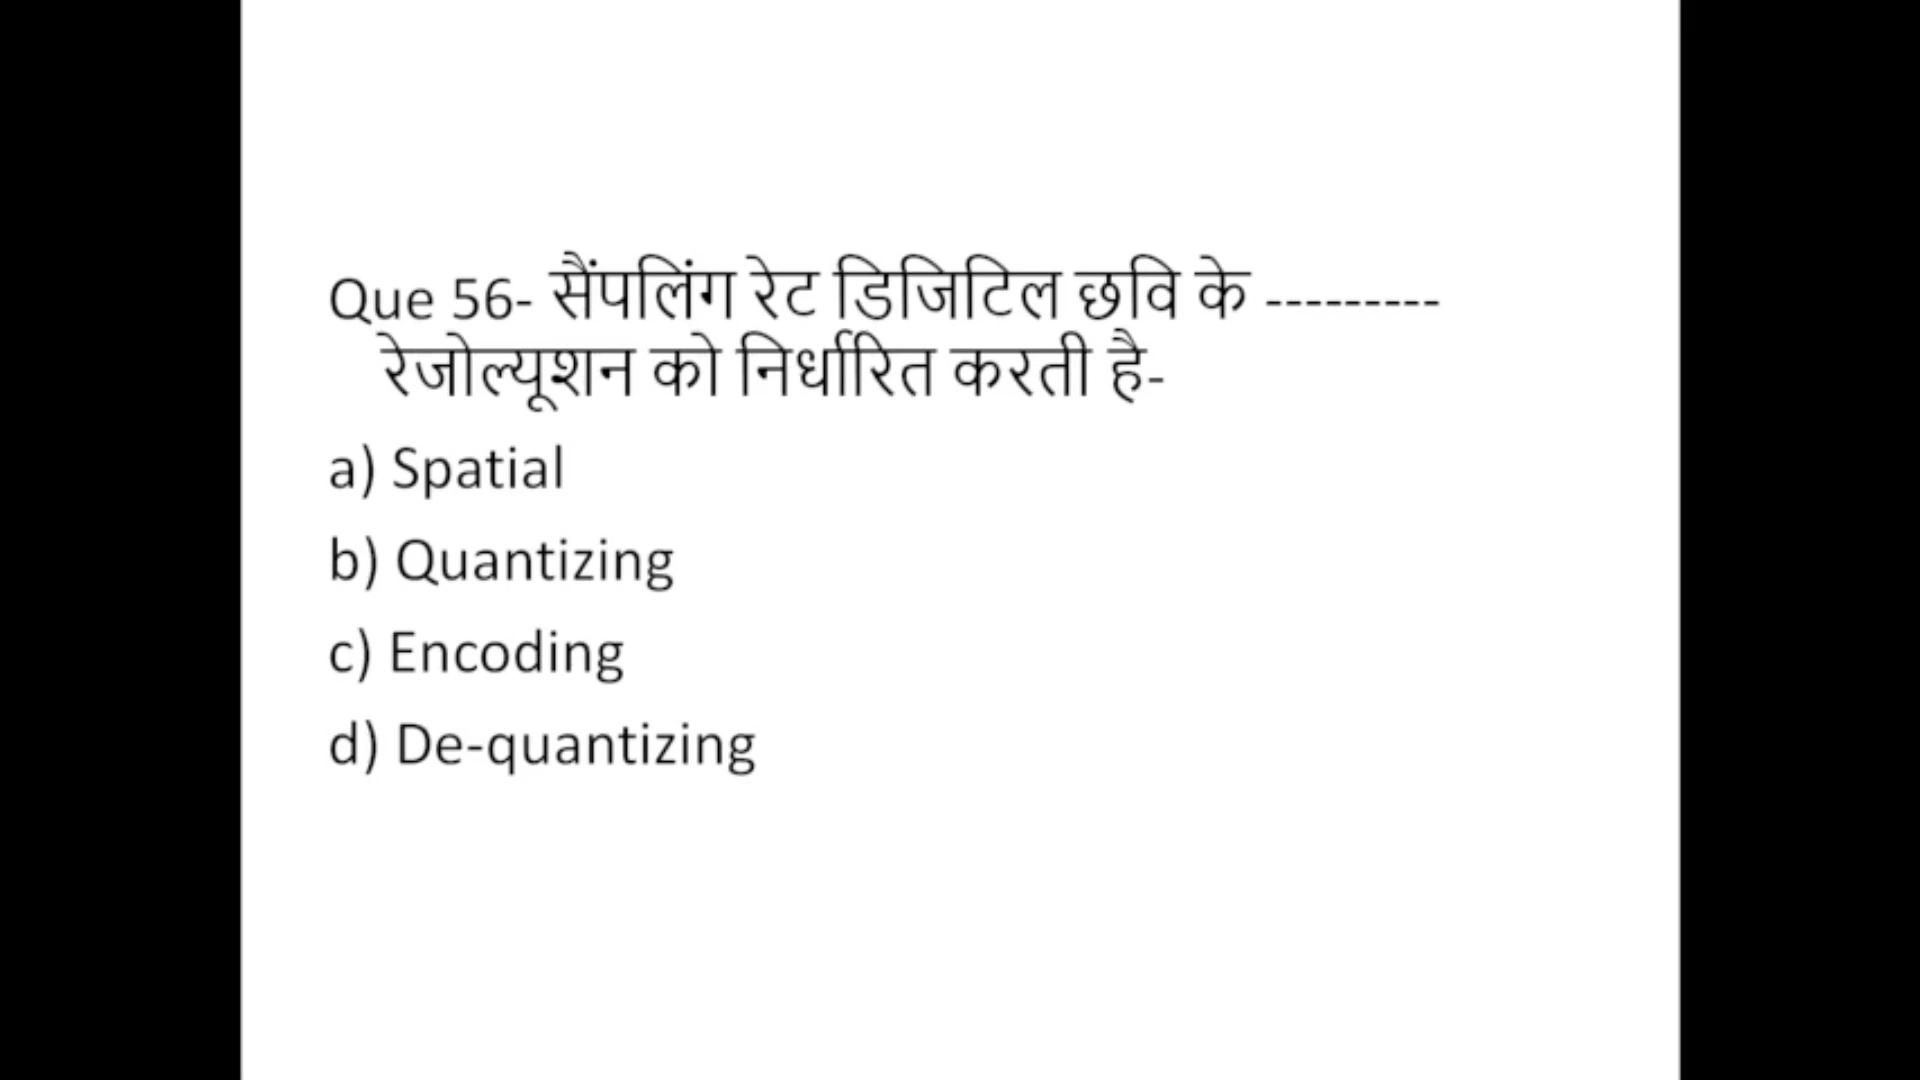 Que 56- सैंपलिंग रेट डिजिटिल छवि के ---------
रेजोल्यूशन को निर्धारित करती है-
a) Spatial
b) Quantizing
c) Encoding
d) De-quantizing